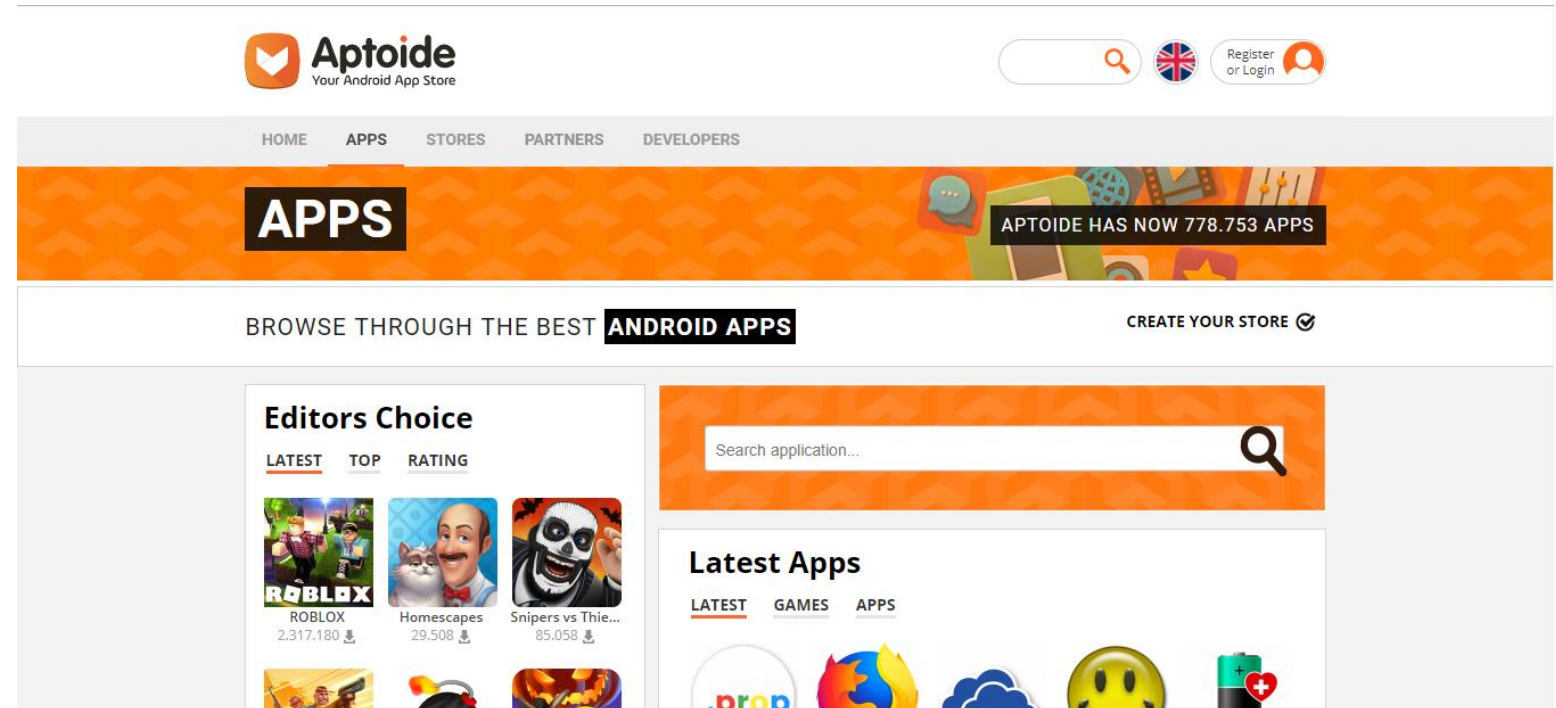 Aptoide
Your Android App Store
Register
or Login
HOME APPS STORES PARTNERS DEVELOPERS
APPS
APTOIDE HAS NOW 778.753 APPS
BROWSE THROUGH THE BEST ANDROID APPS
CREATE YOUR STORE
Editors Choice
LATEST TOP RATING
ROBLOX
ROBLOX Homescapes Snipers vs Thie...
2.317.180 29.508 85.058
Search application...
Latest Apps
LATEST GAMES APPS
.prop